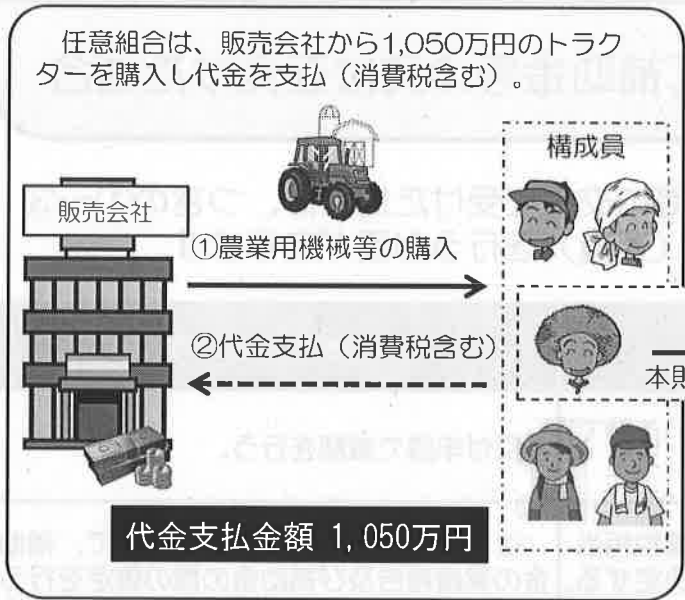 任意組合は、販売会社から1,050万円のトラク
ターを購入し代金を支払(消費税含む)。
構成員
販売会社
①農業用機械等の購入
②代金支払(消費税含む)
代金支払金額 1,050万円